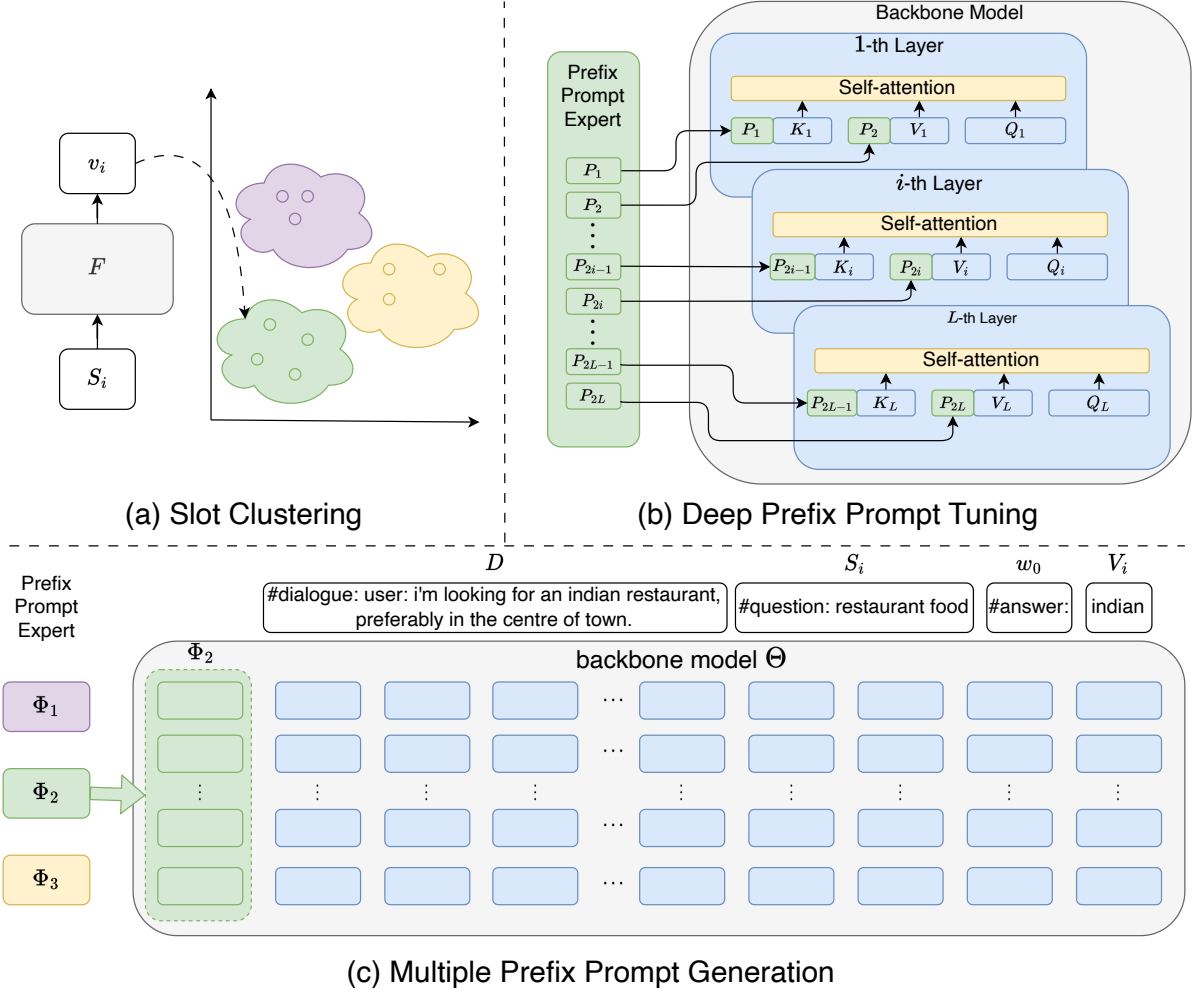 v_i
F
S_i
(a) Slot Clustering
Prefix
Prompt
Expert
P_1
P_2
P_{2i-1}
P_{2i}
P_{2L-1}
P_{2L}
Backbone Model
1-th Layer
Self-attention
P_1 K_1 P_2 V_1 Q_1
i-th Layer
Self-attention
P_{2i-1} K_i P_{2i} V_i Q_i
L-th Layer
Self-attention
P_{2L-1} K_L P_{2L} V_L Q_L
(b) Deep Prefix Prompt Tuning
Prefix
Prompt
Expert
D S_i w_0 V_i
#dialogue: user: i'm looking for an indian restaurant,
preferably in the centre of town.
#question: restaurant food
#answer:
indian
Φ_2
backbone model Θ
Φ_1
Φ_2
Φ_3
(c) Multiple Prefix Prompt Generation